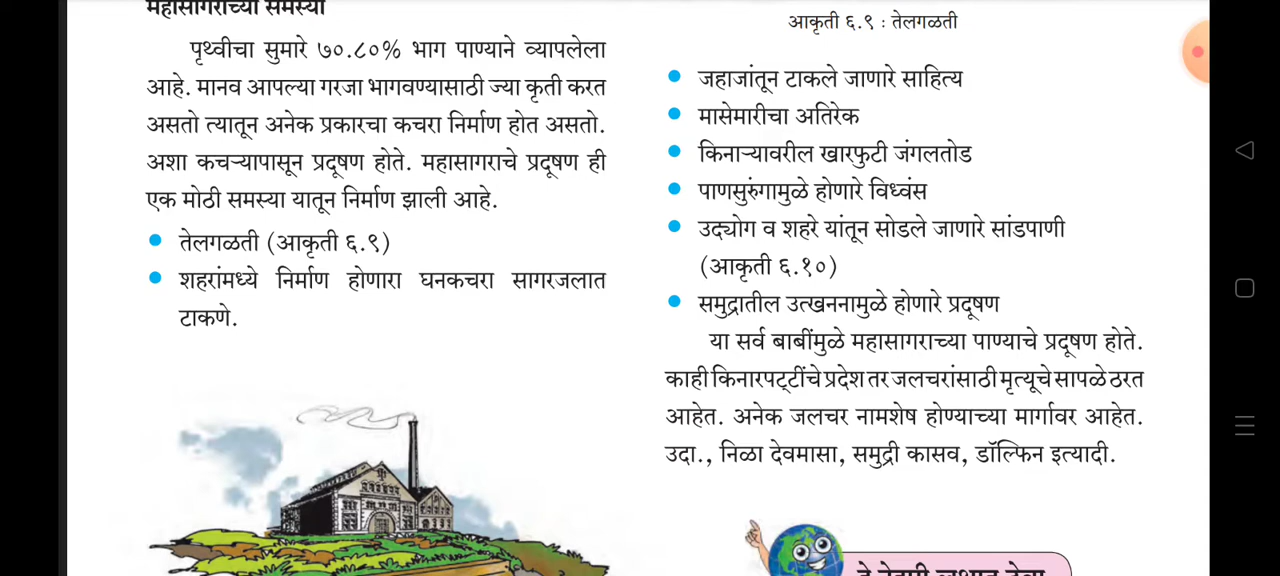 महासागराच्या समस्या
पृथ्वीचा सुमारे ७०.८०% भाग पाण्याने व्यापलेला
आहे. मानव आपल्या गरजा भागवण्यासाठी ज्या कृती करत
असतो त्यातून अनेक प्रकारचा कचरा निर्माण होत असतो.
अशा कचऱ्यापासून प्रदूषण होते. महासागराचे प्रदूषण ही
एक मोठी समस्या यातून निर्माण झाली आहे.
• तेलगळती (आकृती ६.९)
• शहरांमध्ये निर्माण होणारा घनकचरा सागरजलात
टाकणे.
आकृती ६.९ : तेलगळती
• जहाजांतून टाकले जाणारे साहित्य
• मासेमारीचा अतिरेक
• किनाऱ्यावरील खारफुटी जंगलतोड
• पाणसुरुंगामुळे होणारे विध्वंस
• उद्योग व शहरे यांतून सोडले जाणारे सांडपाणी
(आकृती ६.१०)
• समुद्रातील उत्खननामुळे होणारे प्रदूषण
या सर्व बाबींमुळे महासागराच्या पाण्याचे प्रदूषण होते.
काही किनारपट्टींचे प्रदेश तर जलचरांसाठी मृत्यूचे सापळे ठरत
आहेत. अनेक जलचर नामशेष होण्याच्या मार्गावर आहेत.
उदा., निळा देवमासा, समुद्री कासव, डॉल्फिन इत्यादी.